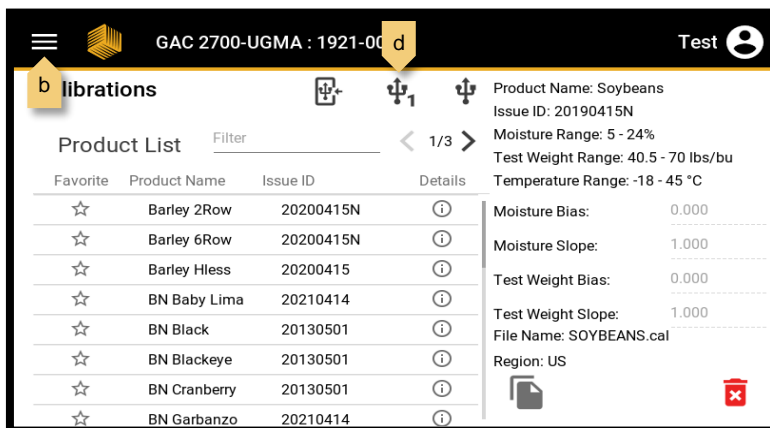 GAC 2700-UGMA : 1921-00
d
Test
b
librations
1
Product Name: Soybeans
Issue ID: 20190415N
Moisture Range: 5 - 24%
Test Weight Range: 40.5 - 70 lbs/bu
Temperature Range: -18 - 45 °C
Product List
Filter
1/3
Favorite Product Name Issue ID Details
Barley 2Row 20200415N
Barley 6Row 20200415N
Barley Hless 20200415
BN Baby Lima 20210414
BN Black 20130501
BN Blackeye 20130501
BN Cranberry 20130501
BN Garbanzo 20210414
Moisture Bias: 0.000
Moisture Slope: 1.000
Test Weight Bias: 0.000
Test Weight Slope: 1.000
File Name: SOYBEANS.cal
Region: US